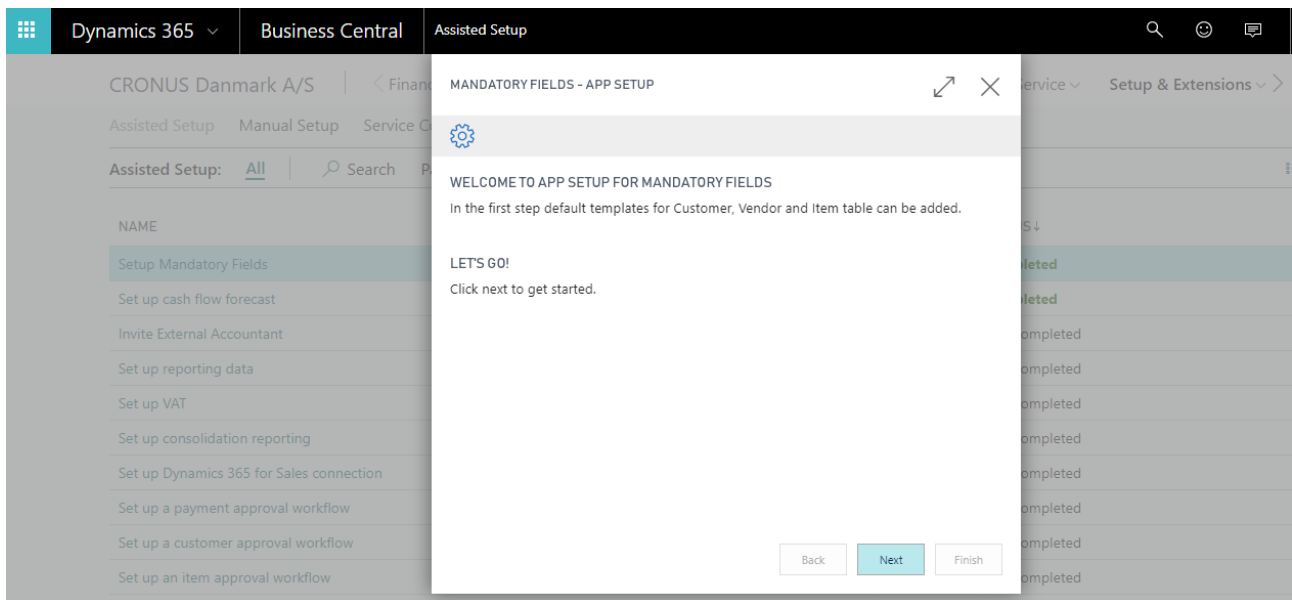 Dynamics 365 Business Central Assisted Setup
CRONUS Danmark A/S Setup & Extensions
MANDATORY FIELDS - APP SETUP
Assisted Setup Manual Setup Service
Assisted Setup: All Search
WELCOME TO APP SETUP FOR MANDATORY FIELDS
In the first step default templates for Customer, Vendor and Item table can be added.
NAME
LET'S GO!
Click next to get started.
Setup Mandatory Fields
Set up cash flow forecast
Invite External Accountant
Set up reporting data
Set up VAT
Set up consolidation reporting
Set up Dynamics 365 for Sales connection
Set up a payment approval workflow
Set up a customer approval workflow
Set up an item approval workflow
Back Next Finish